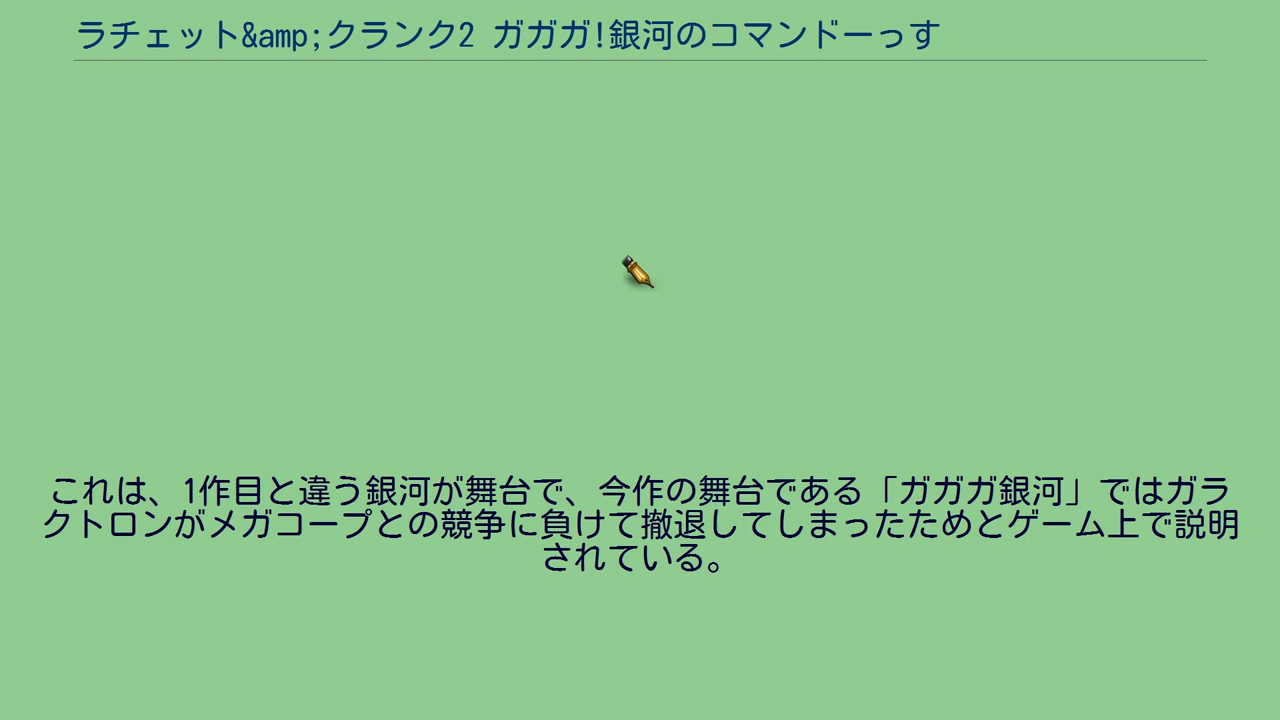 ラチェット&amp;クランク2 ガガガ!銀河のコマンドーっす
これは、1作目と違う銀河が舞台で、今作の舞台である「ガガガ銀河」ではガラ
クトロンがメガコープとの競争に負けて撤退してしまったためとゲーム上で説明
されている。